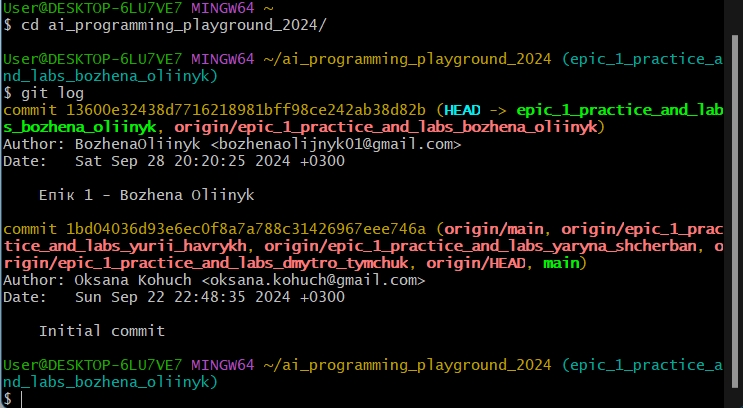 User@DESKTOP-6LU7VE7 MINGW64 ~
$ cd ai_programming_playground_2024/

User@DESKTOP-6LU7VE7 MINGW64 ~/ai_programming_playground_2024 (epic_1_practice_a
nd_labs_bozhena_oliinyk)
$ git log
commit 13600e32438d7716218981bff98ce242ab38d82b (HEAD -> epic_1_practice_and_lab
s_bozhena_oliinyk, origin/epic_1_practice_and_labs_bozhena_oliinyk)
Author: BozhenaOliinyk <bozhenaolijnyk01@gmail.com>
Date:   Sat Sep 28 20:20:25 2024 +0300

    Епік 1 - Bozhena Oliinyk

commit 1bd04036d93e6ec0f8a7a788c31426967eee746a (origin/main, origin/epic_1_prac
tice_and_labs_yurii_havrykh, origin/epic_1_practice_and_labs_yaryna_shcherban, o
rigin/epic_1_practice_and_labs_dmytro_tymchuk, origin/HEAD, main)
Author: Oksana Kohuch <oksana.kohuch@gmail.com>
Date:   Sun Sep 22 22:48:35 2024 +0300

    Initial commit

User@DESKTOP-6LU7VE7 MINGW64 ~/ai_programming_playground_2024 (epic_1_practice_a
nd_labs_bozhena_oliinyk)
$